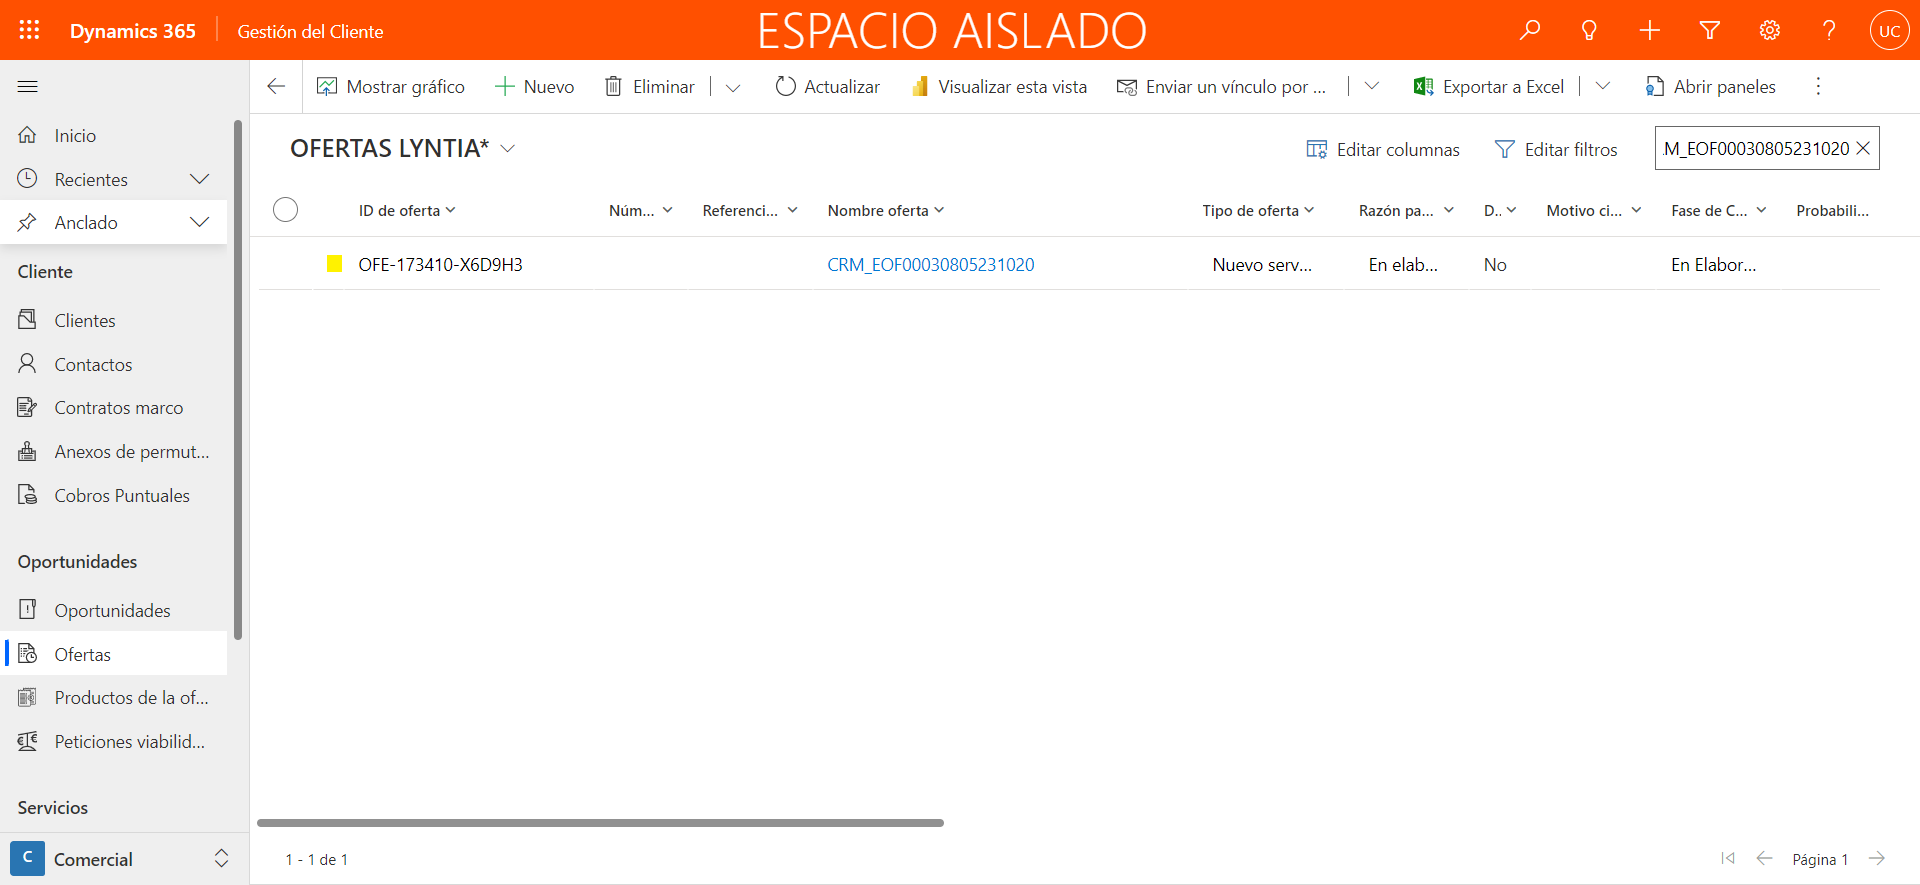 Dynamics 365
Gestión del Cliente
ESPACIO AISLADO
UC
Mostrar gráfico
Nuevo
Eliminar
Actualizar
Visualizar esta vista
Enviar un vínculo por ...
Exportar a Excel
Abrir paneles
Inicio
Recientes
Anclado
Cliente
Clientes
Contactos
Contratos marco
Anexos de permut...
Cobros Puntuales
Oportunidades
Oportunidades
Ofertas
Productos de la of...
Peticiones viabilid...
Servicios
C
Comercial
OFERTAS LYNTIA*
Editar columnas
Editar filtros
M_EOF00030805231020
ID de oferta
Núm...
Referenci...
Nombre oferta
Tipo de oferta
Razón pa...
D..
Motivo ci...
Fase de C...
Probabili...
OFE-173410-X6D9H3
CRM_EOF00030805231020
Nuevo serv...
En elab...
No
En Elabor...
1 - 1 de 1
Página 1